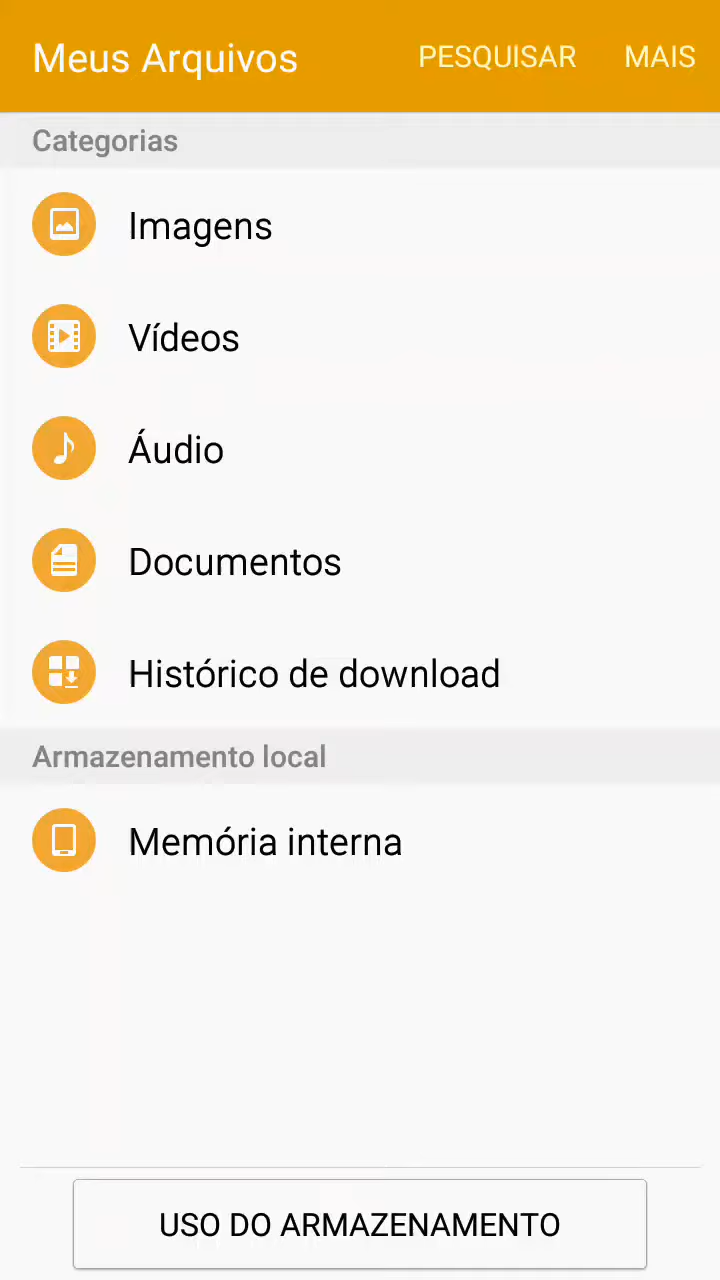 Meus Arquivos PESQUISAR MAIS
Categorias
Imagens
Vídeos
Áudio
Documentos
Histórico de download
Armazenamento local
Memória interna
USO DO ARMAZENAMENTO